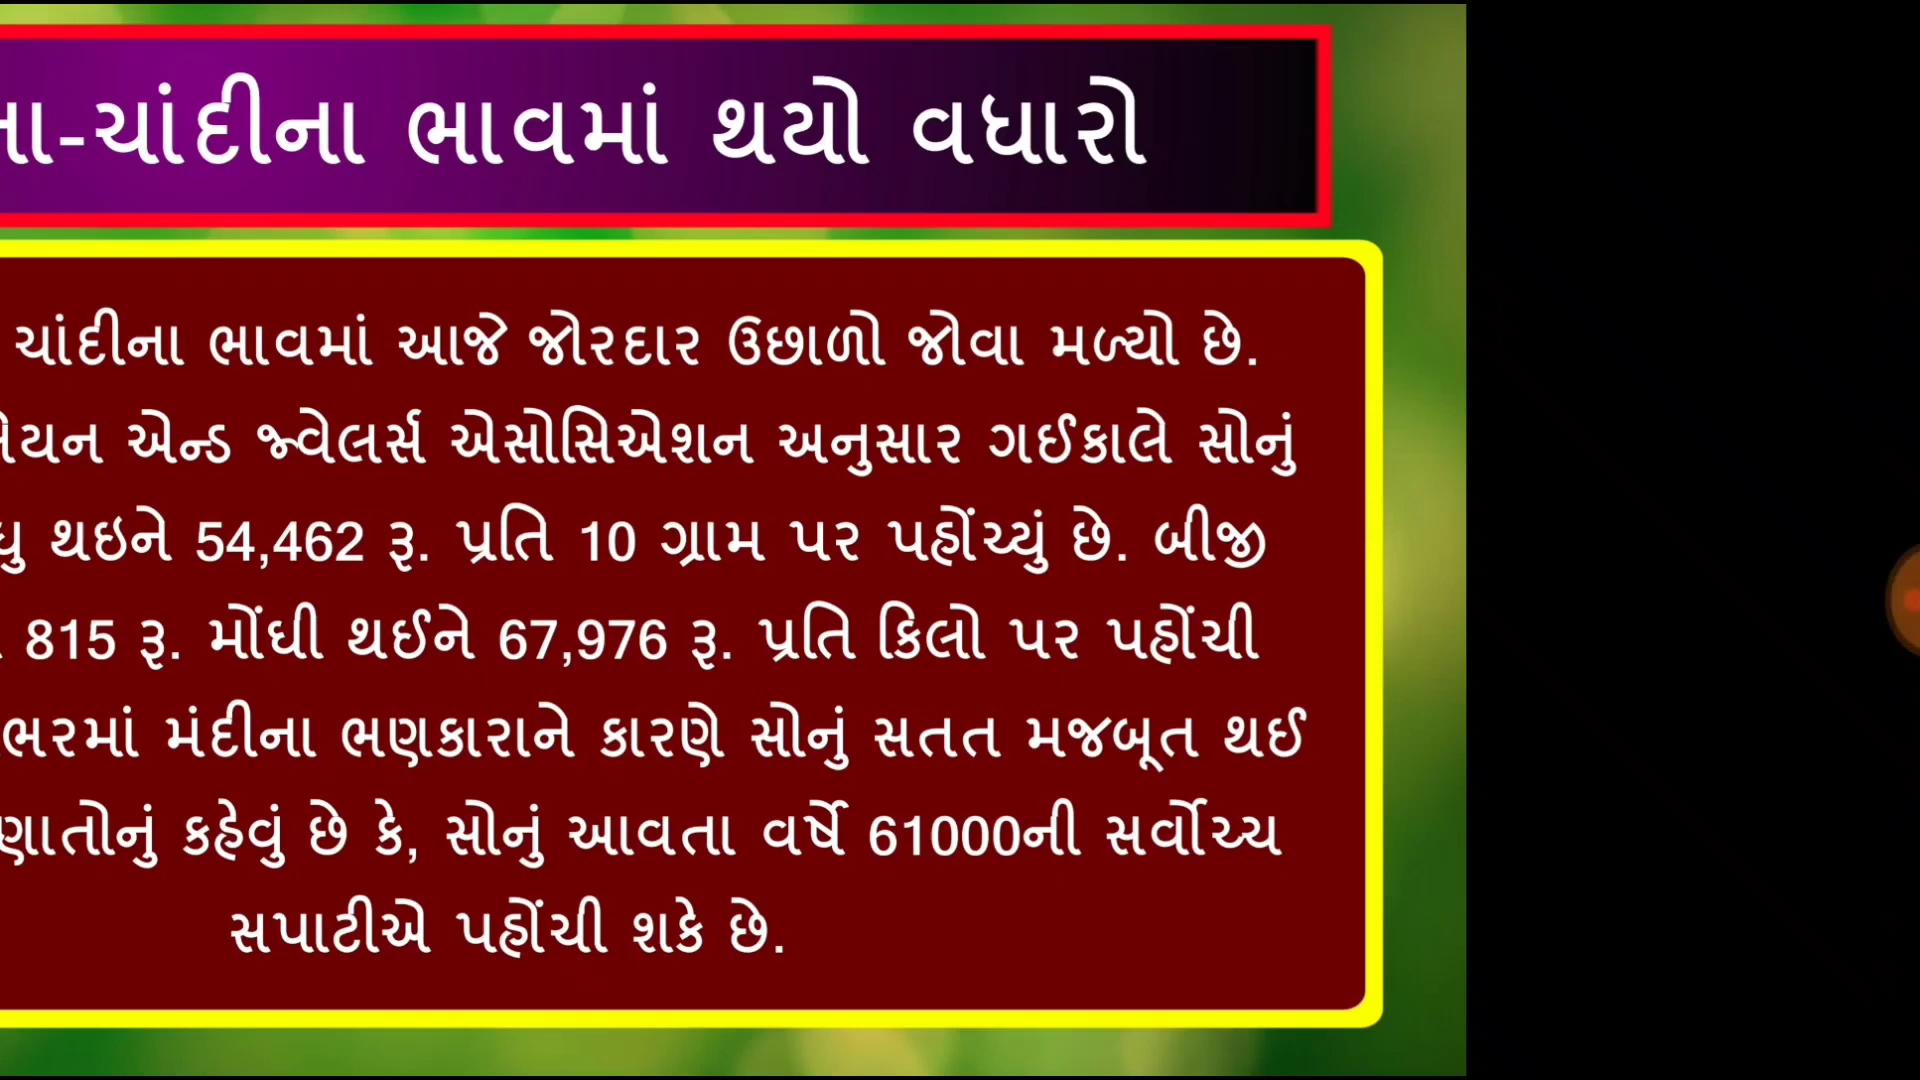 -ચાંદીના ભાવમાં થયો વધારો
ચાંદીના ભાવમાં આજે જોરદાર ઉછાળો જોવા મળ્યો છે.
એન્ડ જ્વેલર્સ એસોસિએશન અનુસાર ગઈકાલે સોનું
થઇને 54,462 રૂ. પ્રતિ 10 ગ્રામ પર પહોંચ્યું છે. બીજી
815 રૂ. મોંઘી થઈને 67,976 રૂ. પ્રતિ કિલો પર પહોંચી
ભરમાં મંદીના ભણકારાને કારણે સોનું સતત મજબૂત થઈ
કહેવું છે કે, સોનું આવતા વર્ષે 61000ની સર્વોચ્ચ
સપાટીએ પહોંચી શકે છે.